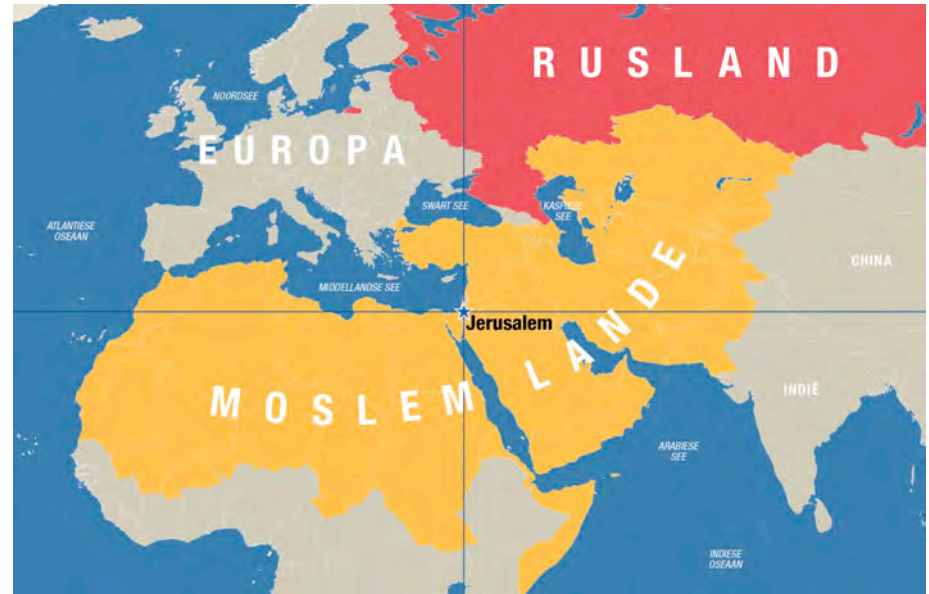 RUSLAND
NOORDSEE
EUROPA
SWART SEE
KASPIESE
SEE
ATLANTIESE
OSEAAN
CHINA
MIDDELLANDSE SEE
Jerusalem
MOSLEM LANDE
INDIË
ARABIESE
SEE
INDIESE
OSEAAN